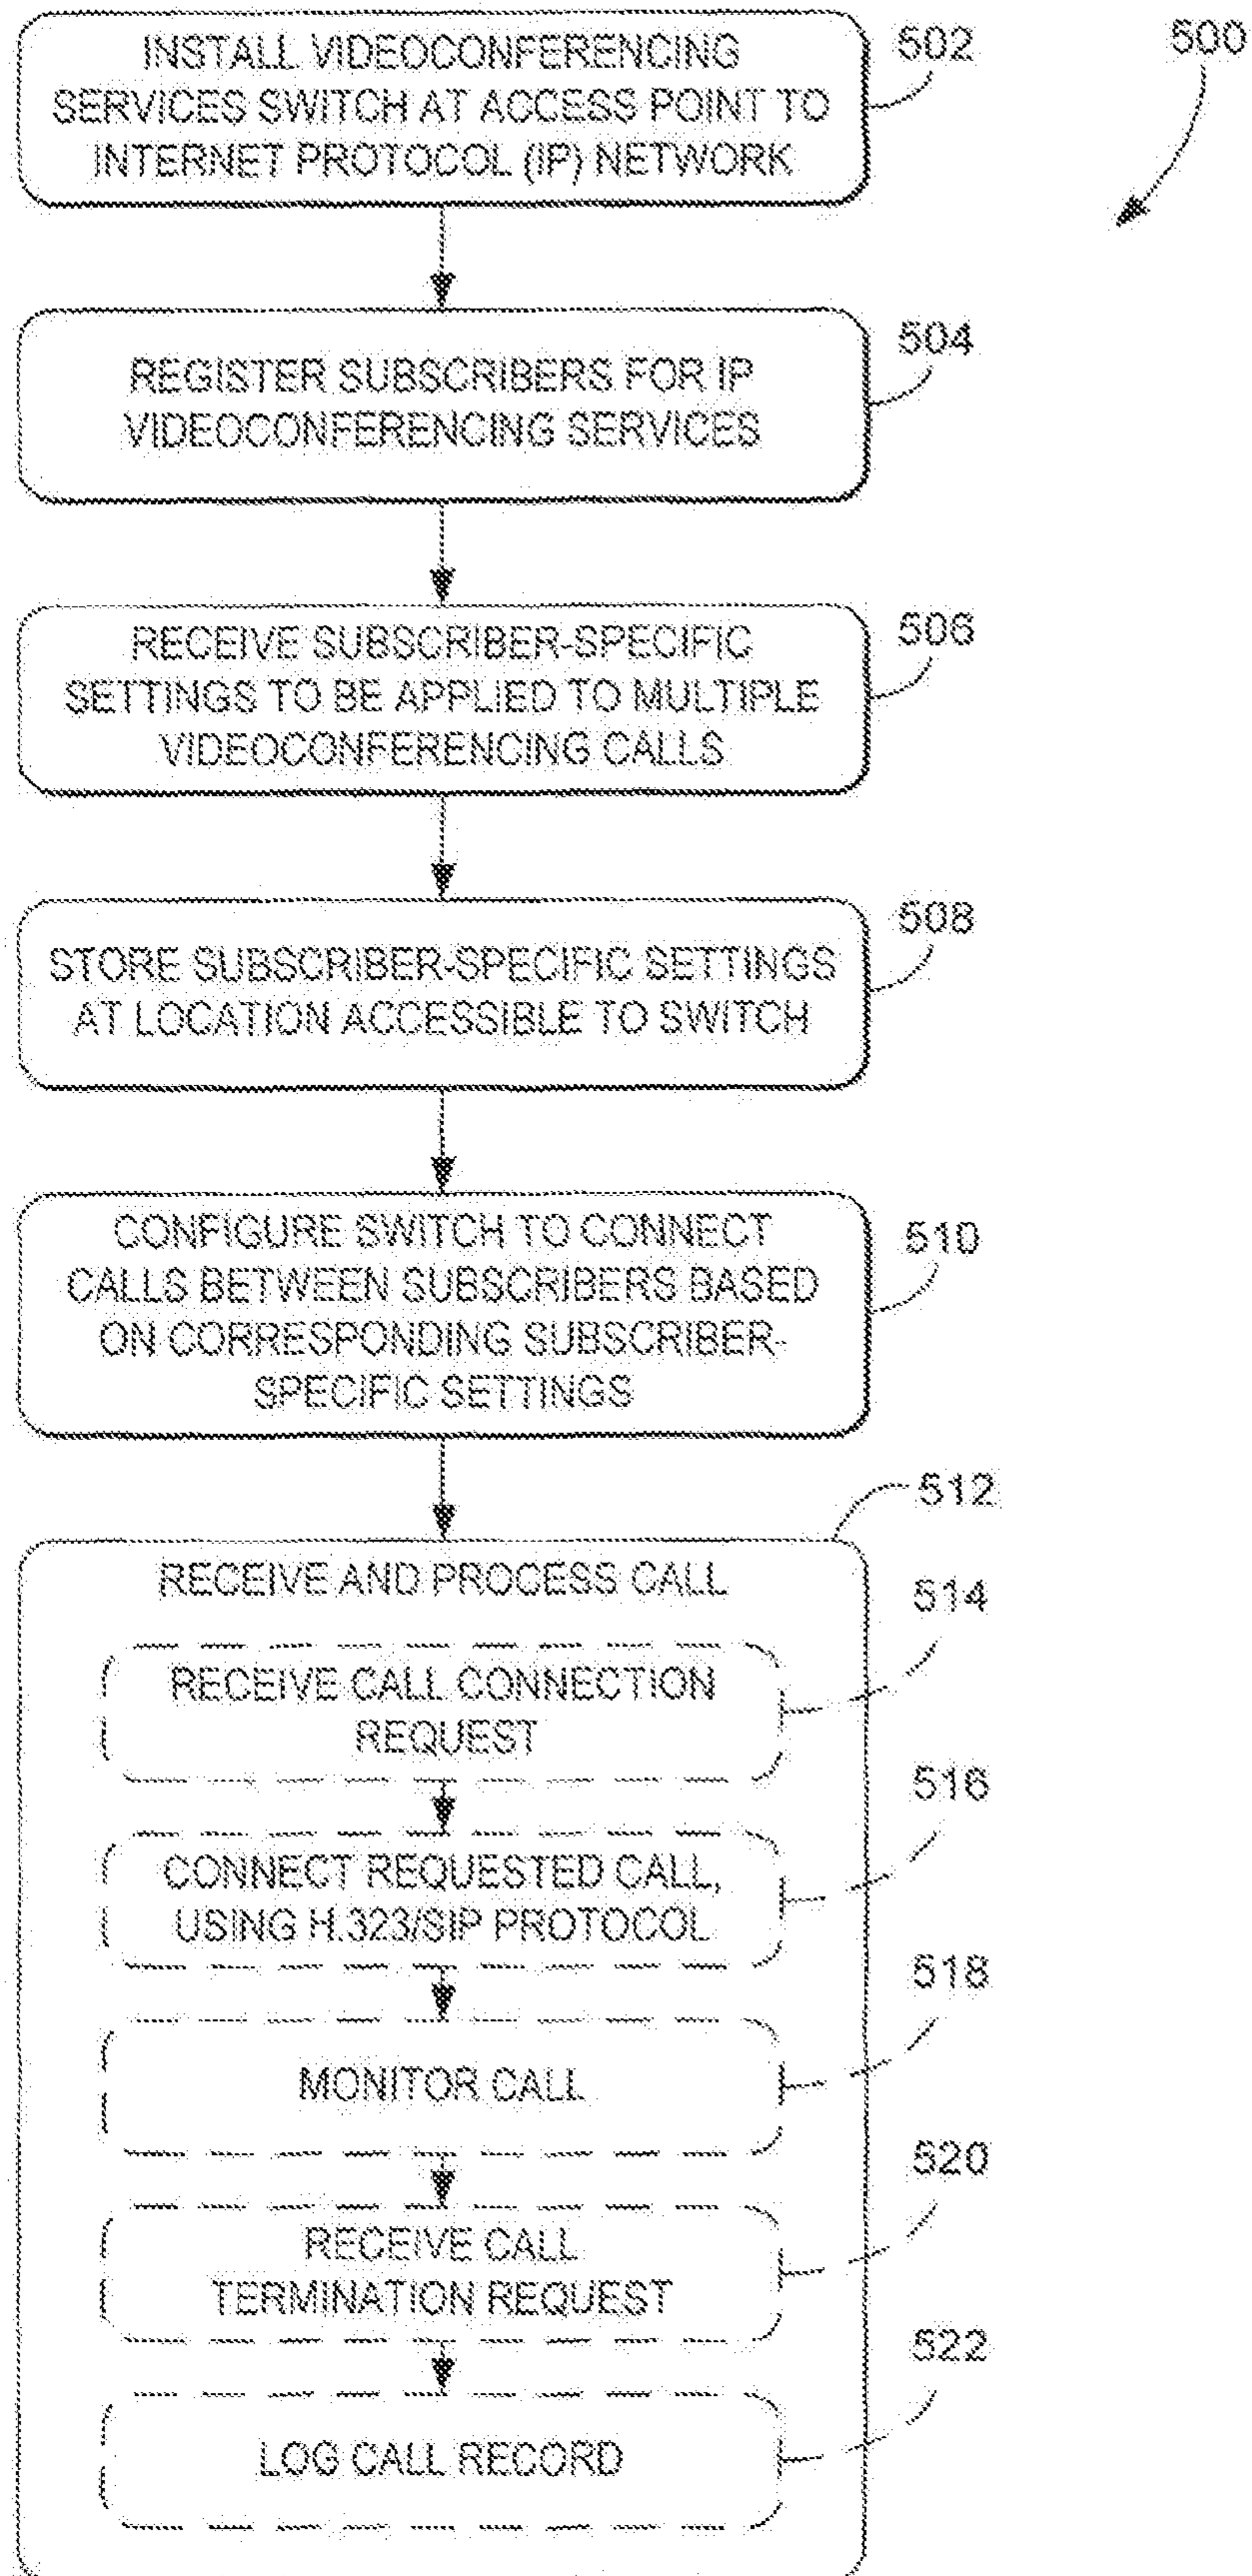 INSTALL VIDEOCONFERENCING
SERVICES SWITCH AT ACCESS POINT TO
INTERNET PROTOCOL (IP) NETWORK
502
500
REGISTER SUBSCRIBERS FOR IP
VIDEOCONFERENCING SERVICES
504
RECEIVE SUBSCRIBER-SPECIFIC
SETTINGS TO BE APPLIED TO MULTIPLE
VIDEOCONFERENCING CALLS
506
STORE SUBSCRIBER-SPECIFIC SETTINGS
AT LOCATION ACCESSIBLE TO SWITCH
508
CONFIGURE SWITCH TO CONNECT
CALLS BETWEEN SUBSCRIBERS BASED
ON CORRESPONDING SUBSCRIBER-
SPECIFIC SETTINGS
510
512
RECEIVE AND PROCESS CALL
514
RECEIVE CALL CONNECTION
REQUEST
516
CONNECT REQUESTED CALL,
USING H.323/SIP PROTOCOL
518
MONITOR CALL
520
RECEIVE CALL
TERMINATION REQUEST
522
LOG CALL RECORD